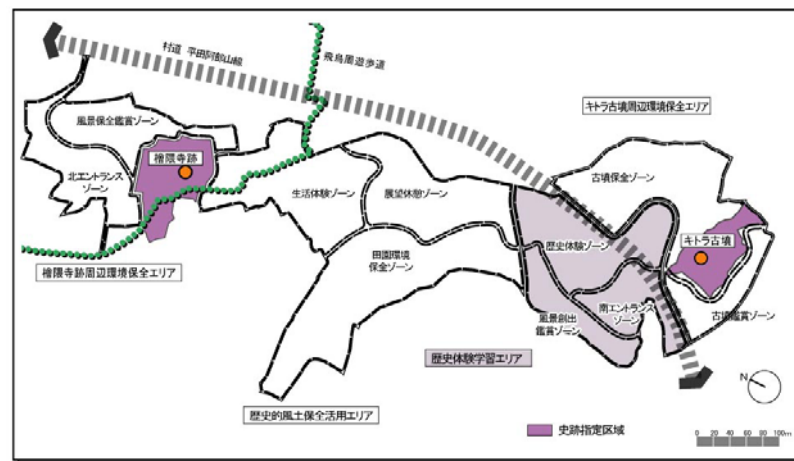 村道 平田阿部山線
飛鳥周遊歩道
キトラ古墳周辺環境保全エリア
風景保全鑑賞ゾーン
檜隈寺跡
北エントランス
ゾーン
生活体験ゾーン
展望休憩ゾーン
古墳保全ゾーン
歴史体験ゾーン
キトラ古墳
田園環境
保全ゾーン
檜隈寺跡周辺環境保全エリア
南エントランス
ゾーン
風景創出
鑑賞ゾーン
古墳鑑賞ゾーン
歴史体験学習エリア
N
歴史的風土保全活用エリア
史跡指定区域
0 20 40 60 80 100m